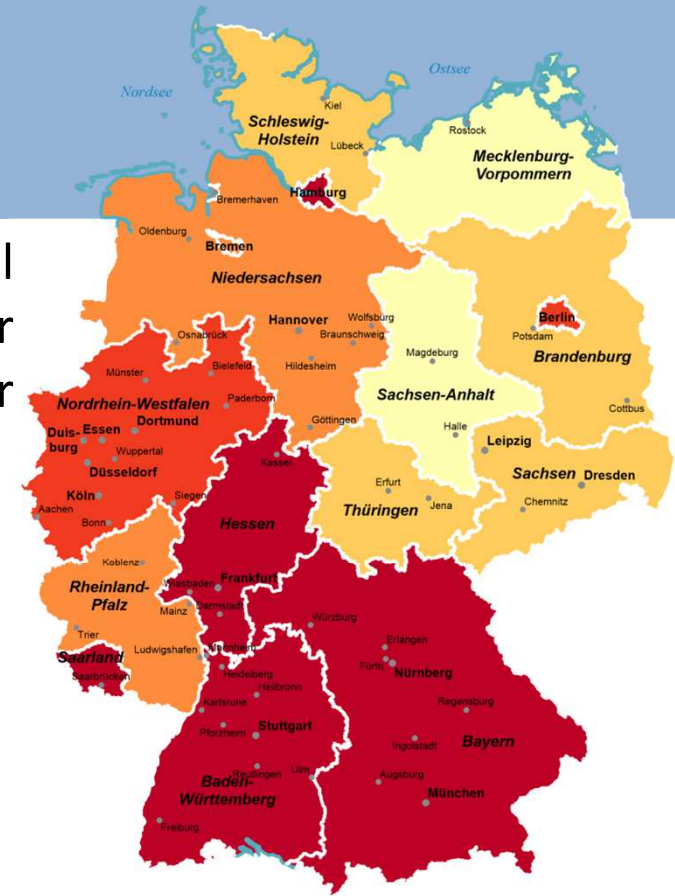 Nordsee
Ostsee
Kiel
Schleswig-
Holstein
Lübeck
Rostock
Mecklenburg-
Vorpommern
Hamburg
Bremerhaven
Oldenburg
Bremen
Niedersachsen
l
r
r
Hannover
Wolfsburg
Braunschweig
Osnabrück
Hildesheim
Berlin
Potsdam
Brandenburg
Magdeburg
Sachsen-Anhalt
Cottbus
Münster
Bielefeld
Nordrhein-Westfalen
Paderborn
Duis-
burg
Essen
Dortmund
Wuppertal
Düsseldorf
Göttingen
Halle
Leipzig
Kassel
Köln
Siegen
Aachen
Bonn
Hessen
Erfurt
Jena
Thüringen
Sachsen
Dresden
Chemnitz
Koblenz
Rheinland-
Pfalz
Wiesbaden
Frankfurt
Mainz
Darmstadt
Trier
Ludwigshafen
Mannheim
Würzburg
Saarland
Saarbrücken
Heidelberg
Heilbronn
Erlangen
Fürth
Nürnberg
Karlsruhe
Pforzheim
Stuttgart
Regensburg
Ingolstadt
Bayern
Reutlingen
Ulm
Baden-
Württemberg
Augsburg
München
Freiburg